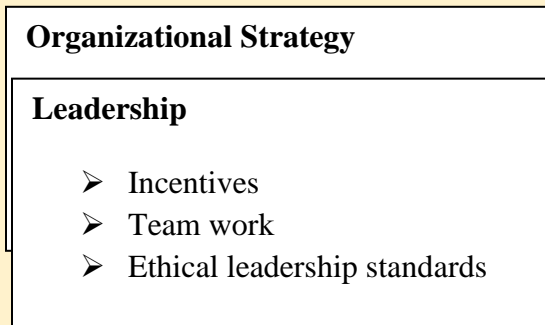 Organizational Strategy
Leadership
➢ Incentives
➢ Team work
➢ Ethical leadership standards